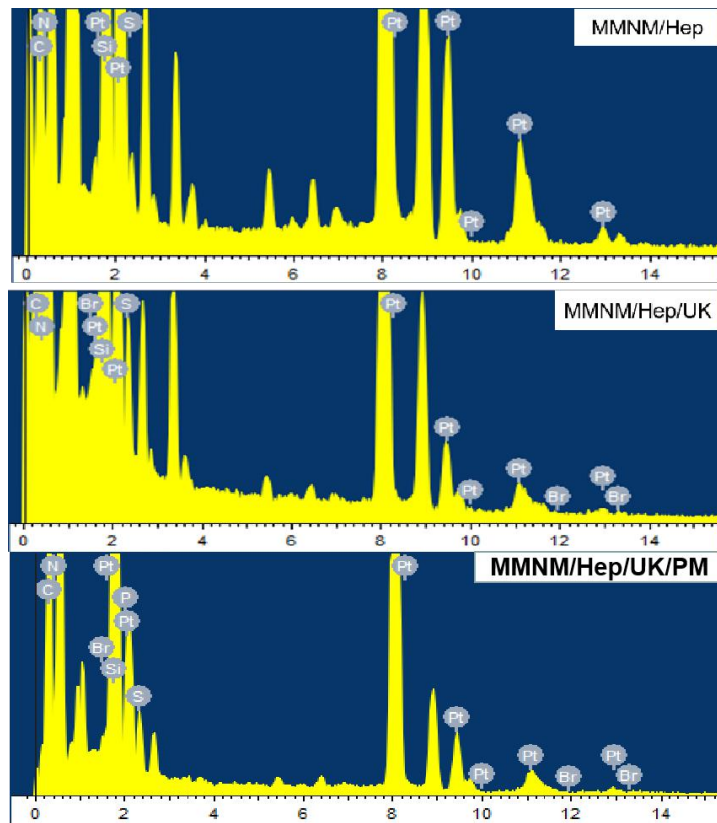 N Pt S Pt Pt MMNM/Hep
C Si
Pt
Pt
Pt
Pt
0 2 4 6 8 10 12 14
C Br S Pt MMNM/Hep/UK
N Pt
Si
Pt
Pt
Pt Pt
Pt Br Br
0 2 4 6 8 10 12 14
N Pt Pt MMNM/Hep/UK/PM
C P
Pt
Br
Si
S
Pt
Pt Pt
Pt Br Br
0 2 4 6 8 10 12 14